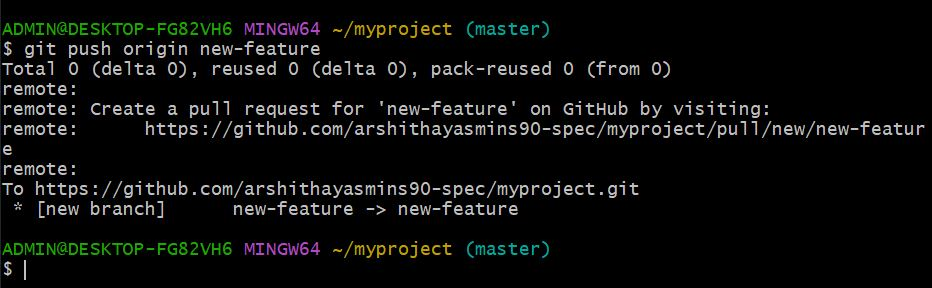 ADMIN@DESKTOP-FG82VH6 MINGW64 ~/myproject (master)
$ git push origin new-feature
Total 0 (delta 0), reused 0 (delta 0), pack-reused 0 (from 0)
remote:
remote: Create a pull request for 'new-feature' on GitHub by visiting:
remote:      https://github.com/arshithayasmins90-spec/myproject/pull/new/new-featur
e
remote:
To https://github.com/arshithayasmins90-spec/myproject.git
 * [new branch]      new-feature -> new-feature
ADMIN@DESKTOP-FG82VH6 MINGW64 ~/myproject (master)
$